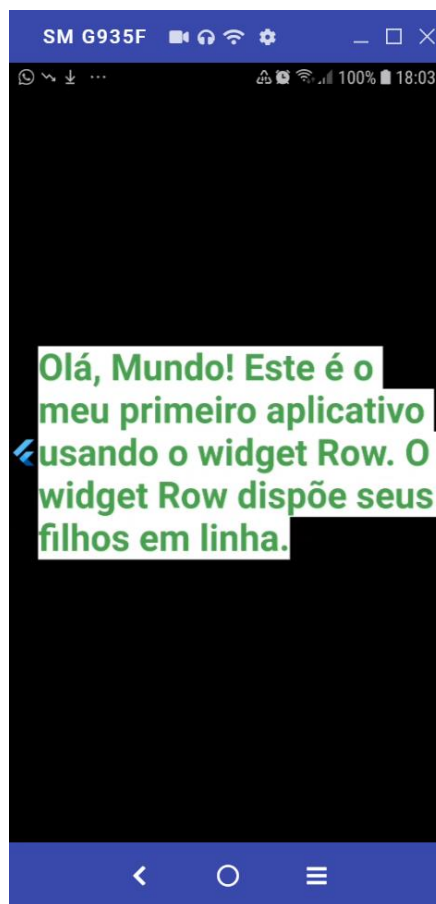 SM G935F
100% 18:03
Olá, Mundo! Este é o
meu primeiro aplicativo
usando o widget Row. O
widget Row dispõe seus
filhos em linha.